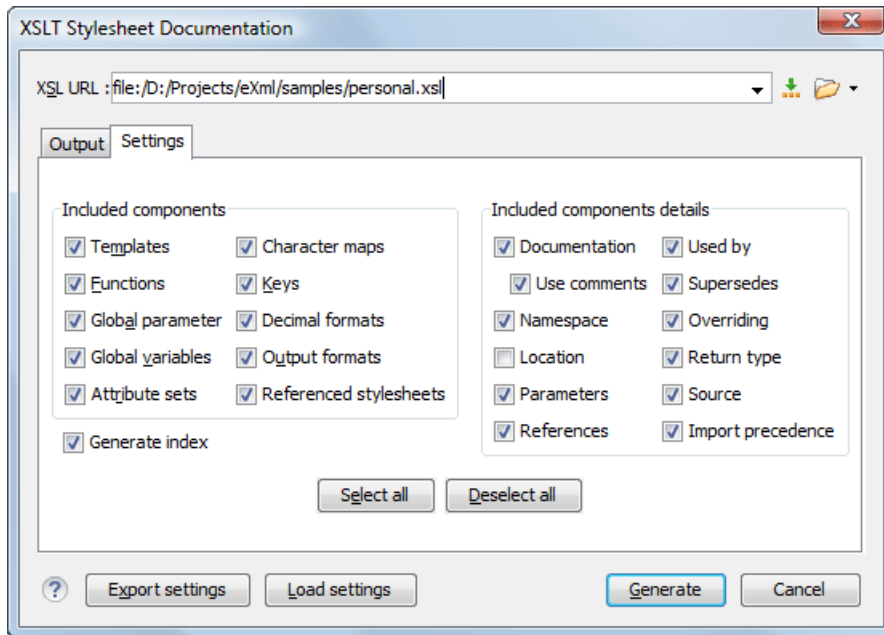 XSLT Stylesheet Documentation
XSL URL : file:/D:/Projects/eXml/samples/personal.xsl
Output Settings
Included components
Templates Character maps
Functions Keys
Global parameter Decimal formats
Global variables Output formats
Attribute sets Referenced stylesheets
Generate index
Included components details
Documentation Used by
Use comments Supersedes
Namespace Overriding
Location Return type
Parameters Source
References Import precedence
Select all Deselect all
? Export settings Load settings Generate Cancel